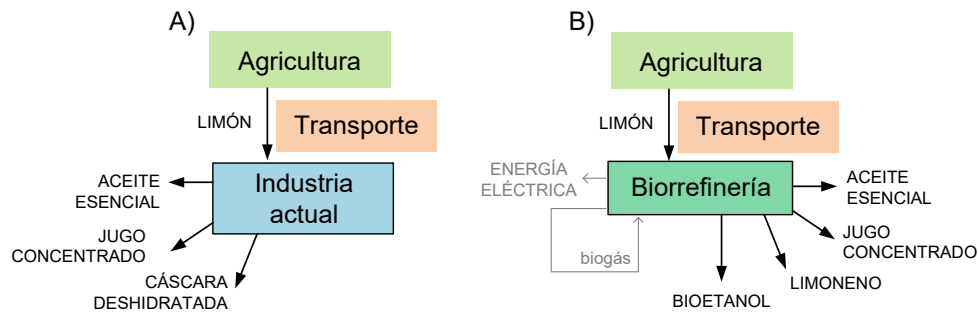 A)
Agricultura
LIMÓN
Transporte
Industria
actual
ACEITE
ESENCIAL
JUGO
CONCENTRADO
CÁSCARA
DESHIDRATADA
B)
Agricultura
LIMÓN
Transporte
ENERGÍA
ELÉCTRICA
Biorrefinería
ACEITE
ESENCIAL
JUGO
CONCENTRADO
biogás
LIMONENO
BIOETANOL